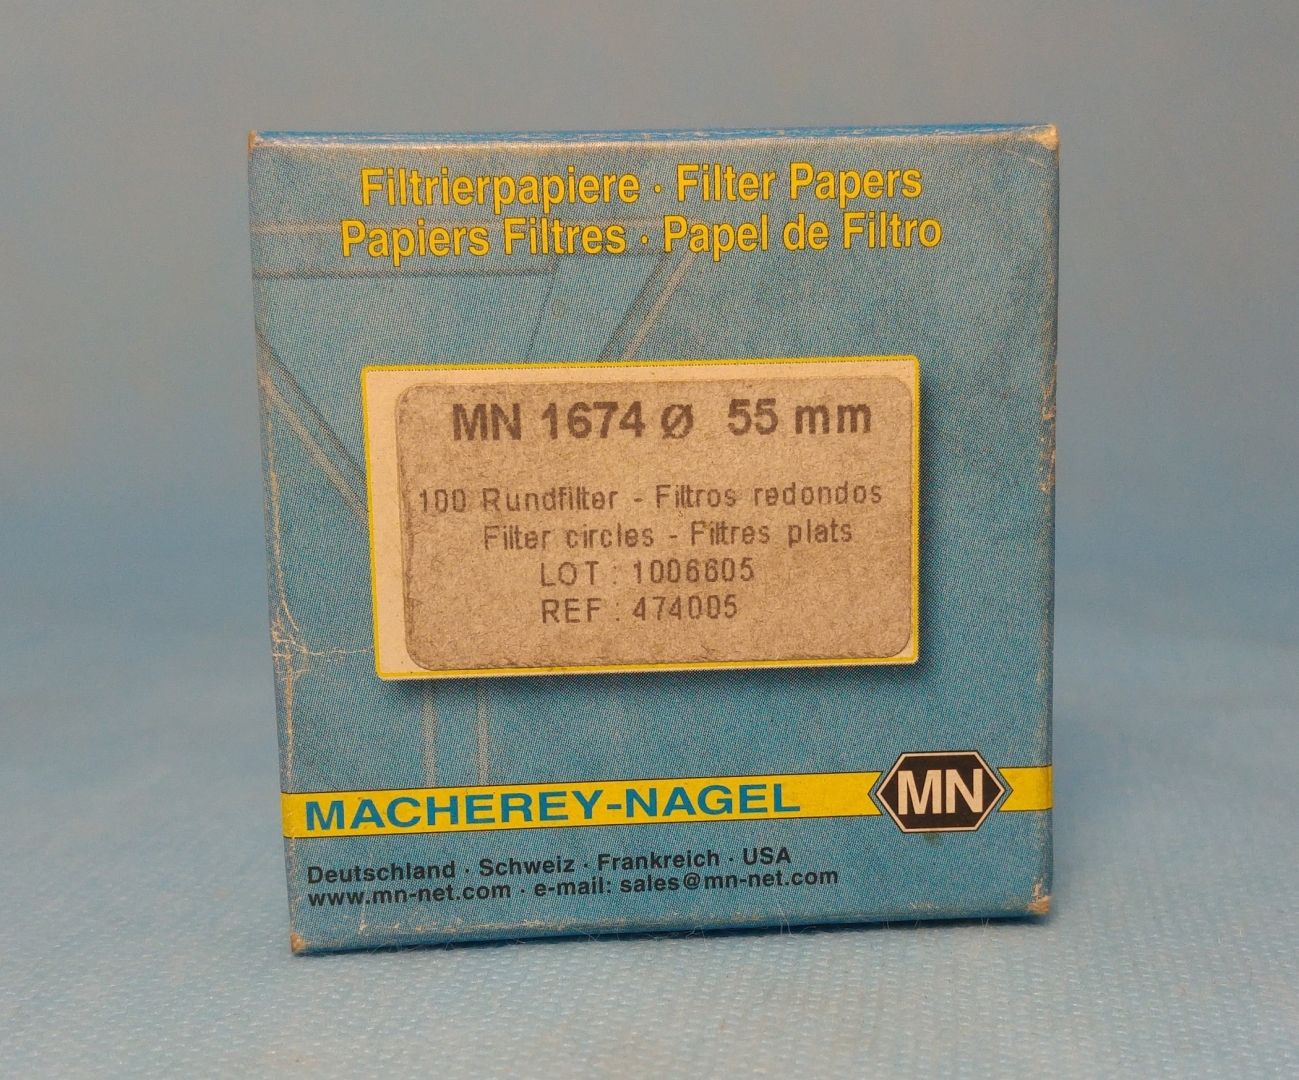 Filtrierpapiere · Filter Papers
Papiers Filtres · Papel de Filtro
MN 1674 Ø 55 mm
100 Rundfilter - Filtros redondos
Filter circles - Filtres plats
LOT : 1006605
REF : 474005
MACHEREY-NAGEL
MN
Deutschland · Schweiz · Frankreich · USA
www.mn-net.com · e-mail: sales@mn-net.com